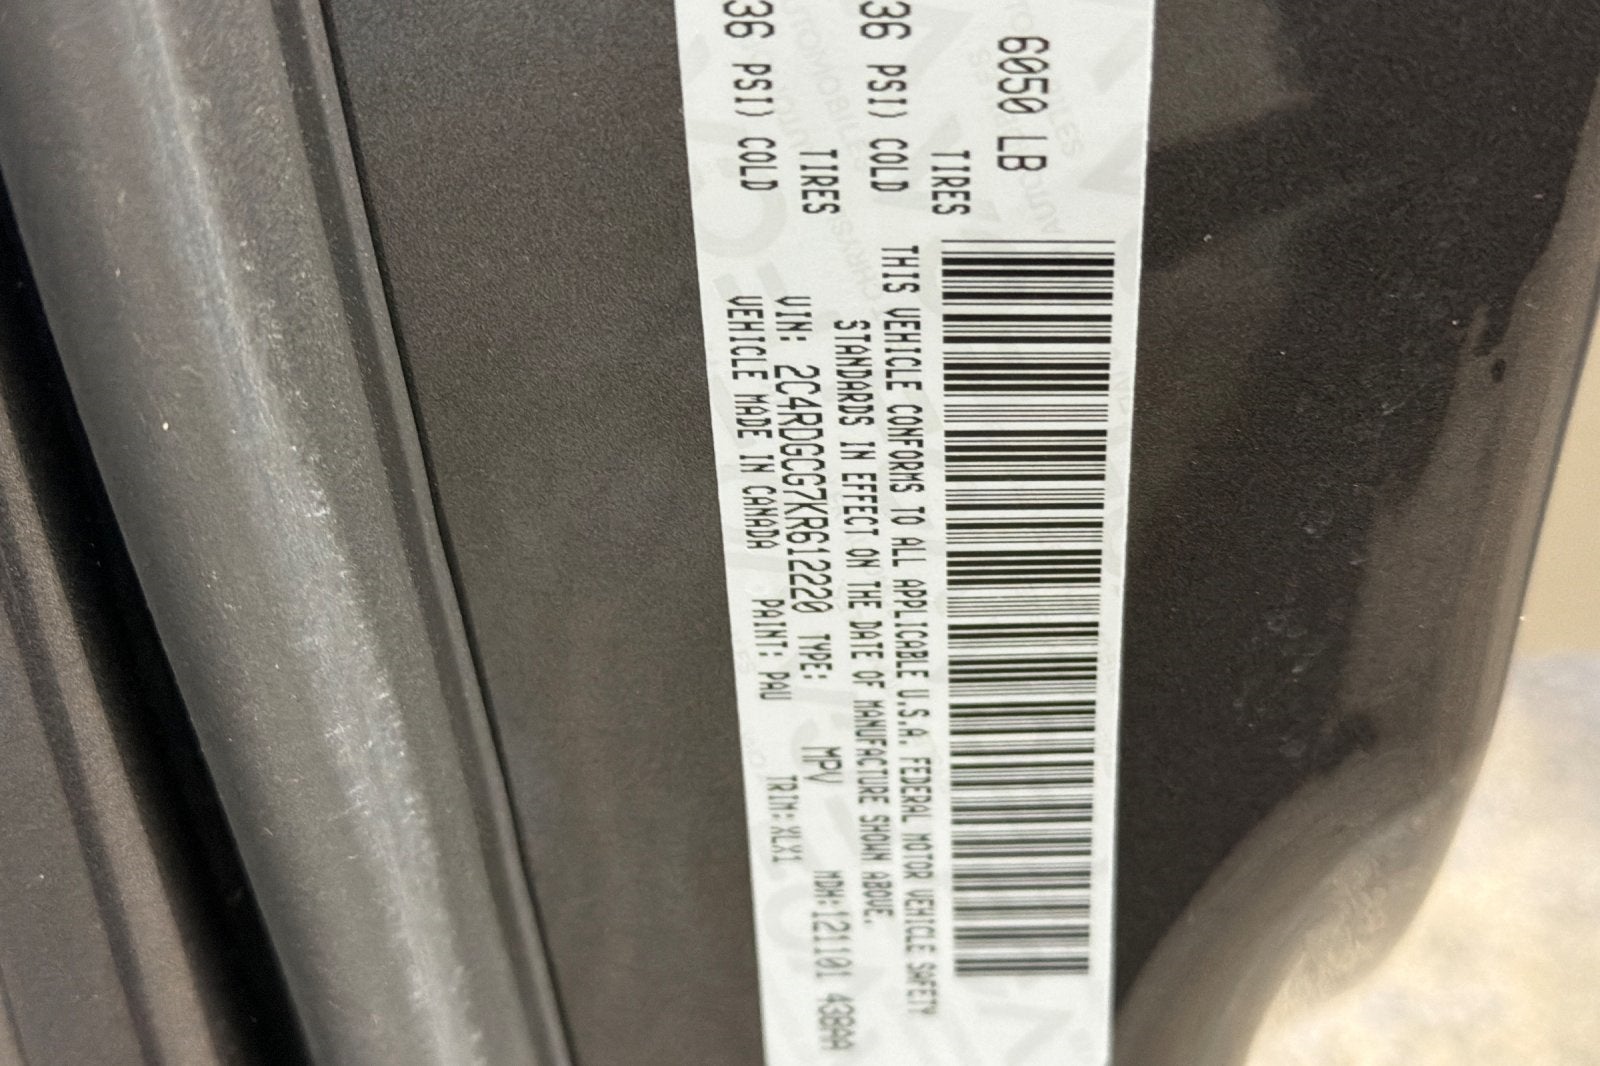 6050 LB
TIRES
36 PSI) COLD
TIRES
36 PSI) COLD
THIS VEHICLE CONFORMS TO ALL APPLICABLE U.S.A. FEDERAL MOTOR VEHICLE SAFETY
STANDARDS IN EFFECT ON THE DATE OF MANUFACTURE SHOWN ABOVE.
VIN: 2C4RDGCG7KR612220 TYPE: MPV MDH:121101 43BAA
VEHICLE MADE IN CANADA PAINT: PAU TRIM:XLX1